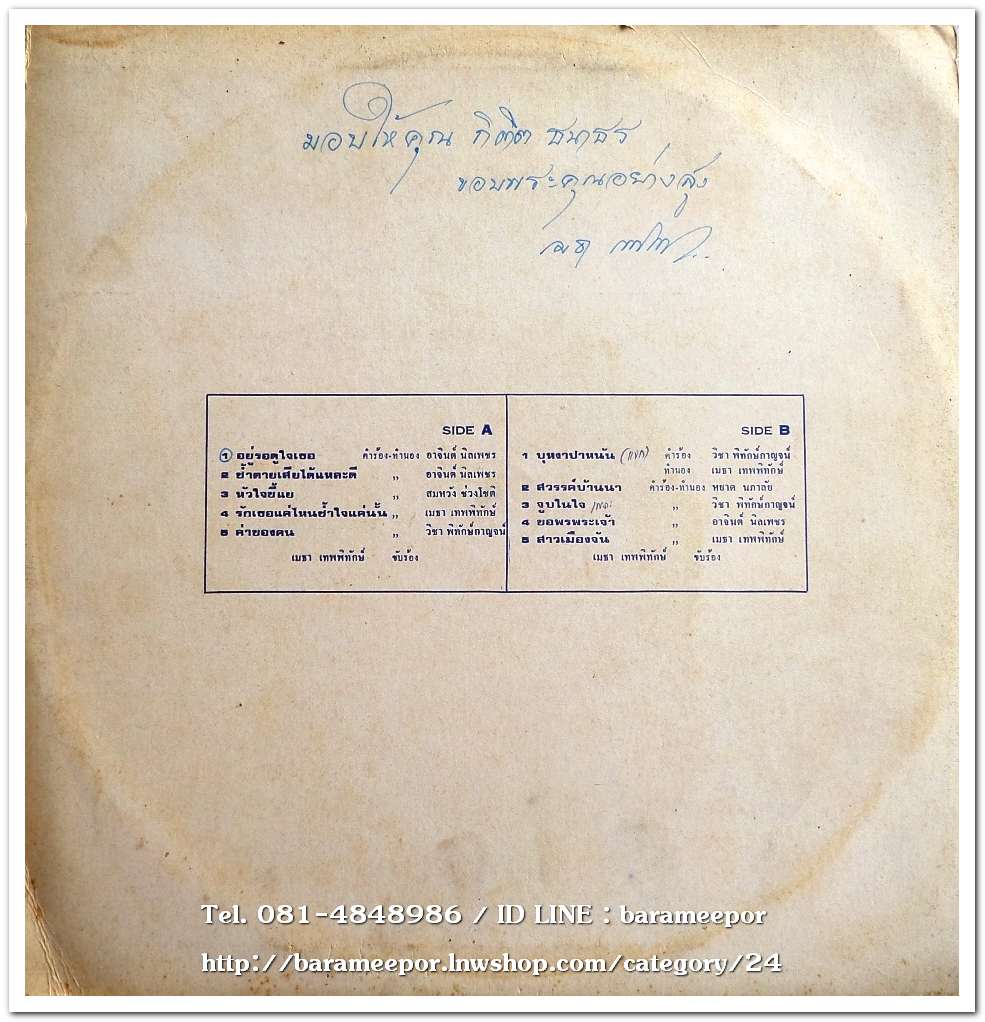 มอบให้คุณ กิตติ ธนาธร
ขอบพระคุณอย่างสูง
SIDE A
1 อยู่รอดูใจเธอ คำร้อง-ทำนอง อาจินต์ นิลเพชร
2 ช้ำตายเสียได้แหละดี ,, อาจินต์ นิลเพชร
3 หัวใจขี้แย ,, สมหวัง ช่วงโชติ
4 รักเธอแค่ไหนช้ำใจแค่นั้น ,, เมธา เทพพิทักษ์
5 ค่าของคน ,, วิชา พิทักษ์กาญจน์
เมธา เทพพิทักษ์ ขับร้อง
SIDE B
1 บุหงาปาหนัน คำร้อง วิชา พิทักษ์กาญจน์
ทำนอง เมธา เทพพิทักษ์
2 สวรรค์บ้านนา คำร้อง-ทำนอง หยาด นภาลัย
3 จูบในใจ ,, วิชา พิทักษ์กาญจน์
4 ขอพรพระเจ้า ,, อาจินต์ นิลเพชร
5 สาวเมืองจัน ,, เมธา เทพพิทักษ์
เมธา เทพพิทักษ์ ขับร้อง
Tel. 081-4848986 / ID LINE : barameepor
http://barameepor.lnwshop.com/category/24